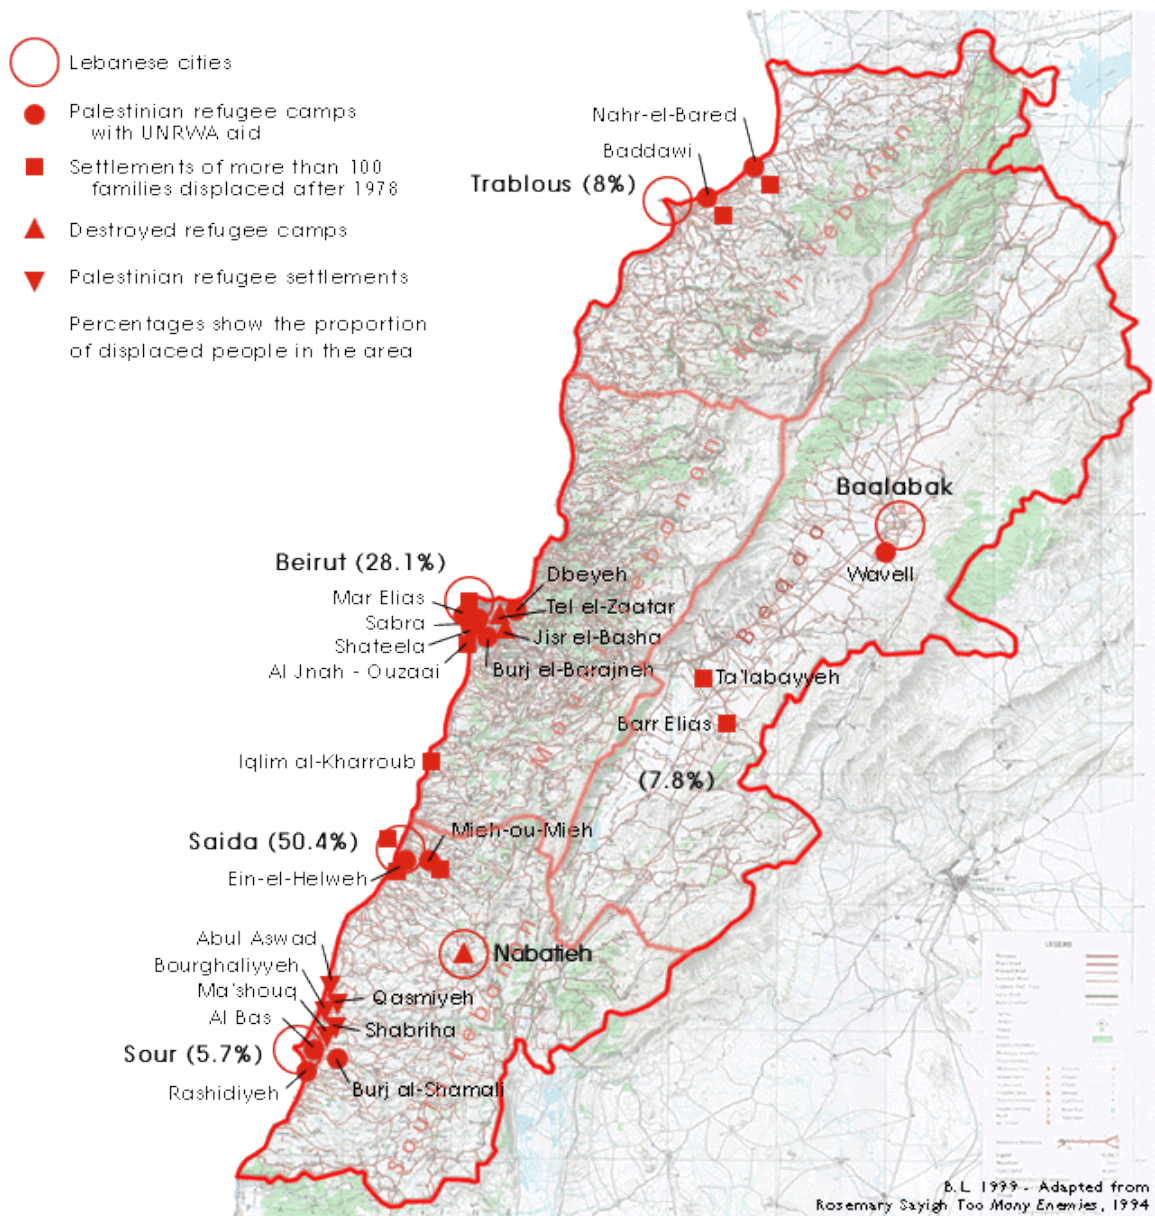 Lebanese cities
Palestinian refugee camps
with UNRWA aid
Settlements of more than 100
families displaced after 1978
Destroyed refugee camps
Palestinian refugee settlements
Percentages show the proportion
of displaced people in the area
Nahr-el-Bared
Baddawi
Trablous (8%)
North Lebanon
Baalabak
Wavell
Beqaa
Beirut (28.1%)
Dbeyeh
Mar Elias
Tel el-Zaatar
Sabra
Jisr el-Basha
Shateela
Al Jnah - Ouzaai
Burj el-Barajneh
Ta'labayyeh
Barr Elias
Iqlim al-Kharroub
(7.8%)
Saida (50.4%)
Mieh-ou-Mieh
Ein-el-Helweh
Abul Aswad
Nabatieh
Bourghaliyyeh
Ma'shouq
Qasmiyeh
Al Bas
Shabriha
Sour (5.7%)
Rashidiyeh
Burj al-Shamali
South Lebanon
LEGEND
B.L. 1999 - Adapted from
Rosemary Sayigh Too Many Enemies, 1994